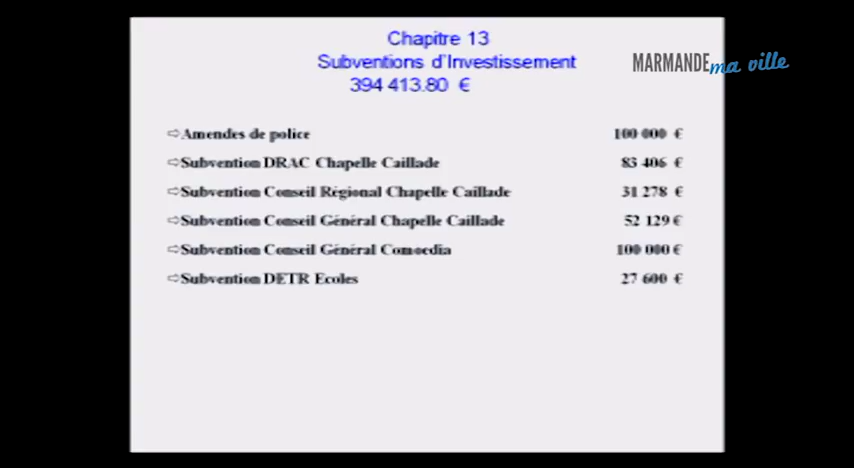 Chapitre 13
Subventions d'Investissement
394 413.80 €
MARMANDE ma ville
⇨Amendes de police 100 000 €
⇨Subvention DRAC Chapelle Caillade 83 406 €
⇨Subvention Conseil Régional Chapelle Caillade 31 278 €
⇨Subvention Conseil Général Chapelle Caillade 52 129 €
⇨Subvention Conseil Général Comoedia 100 000 €
⇨Subvention DETR Ecoles 27 600 €